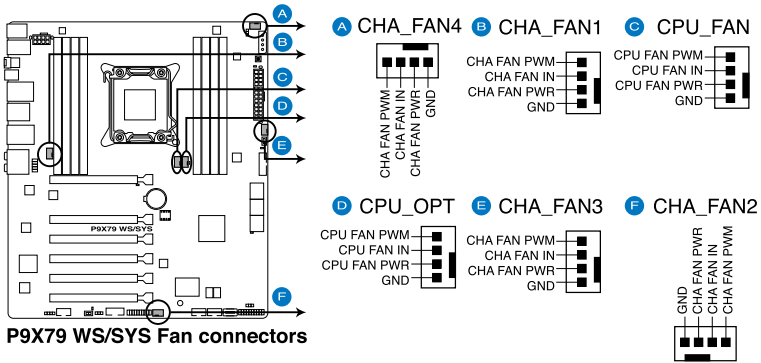 A
B
C
D
E
F
P9X79 WS/SYS
P9X79 WS/SYS Fan connectors
A CHA_FAN4
CHA FAN PWM
CHA FAN IN
CHA FAN PWR
GND
B CHA_FAN1
CHA FAN PWM
CHA FAN IN
CHA FAN PWR
GND
C CPU_FAN
CPU FAN PWM
CPU FAN IN
CPU FAN PWR
GND
D CPU_OPT
CPU FAN PWM
CPU FAN IN
CPU FAN PWR
GND
E CHA_FAN3
CHA FAN PWM
CHA FAN IN
CHA FAN PWR
GND
F CHA_FAN2
GND
CHA FAN PWR
CHA FAN IN
CHA FAN PWM